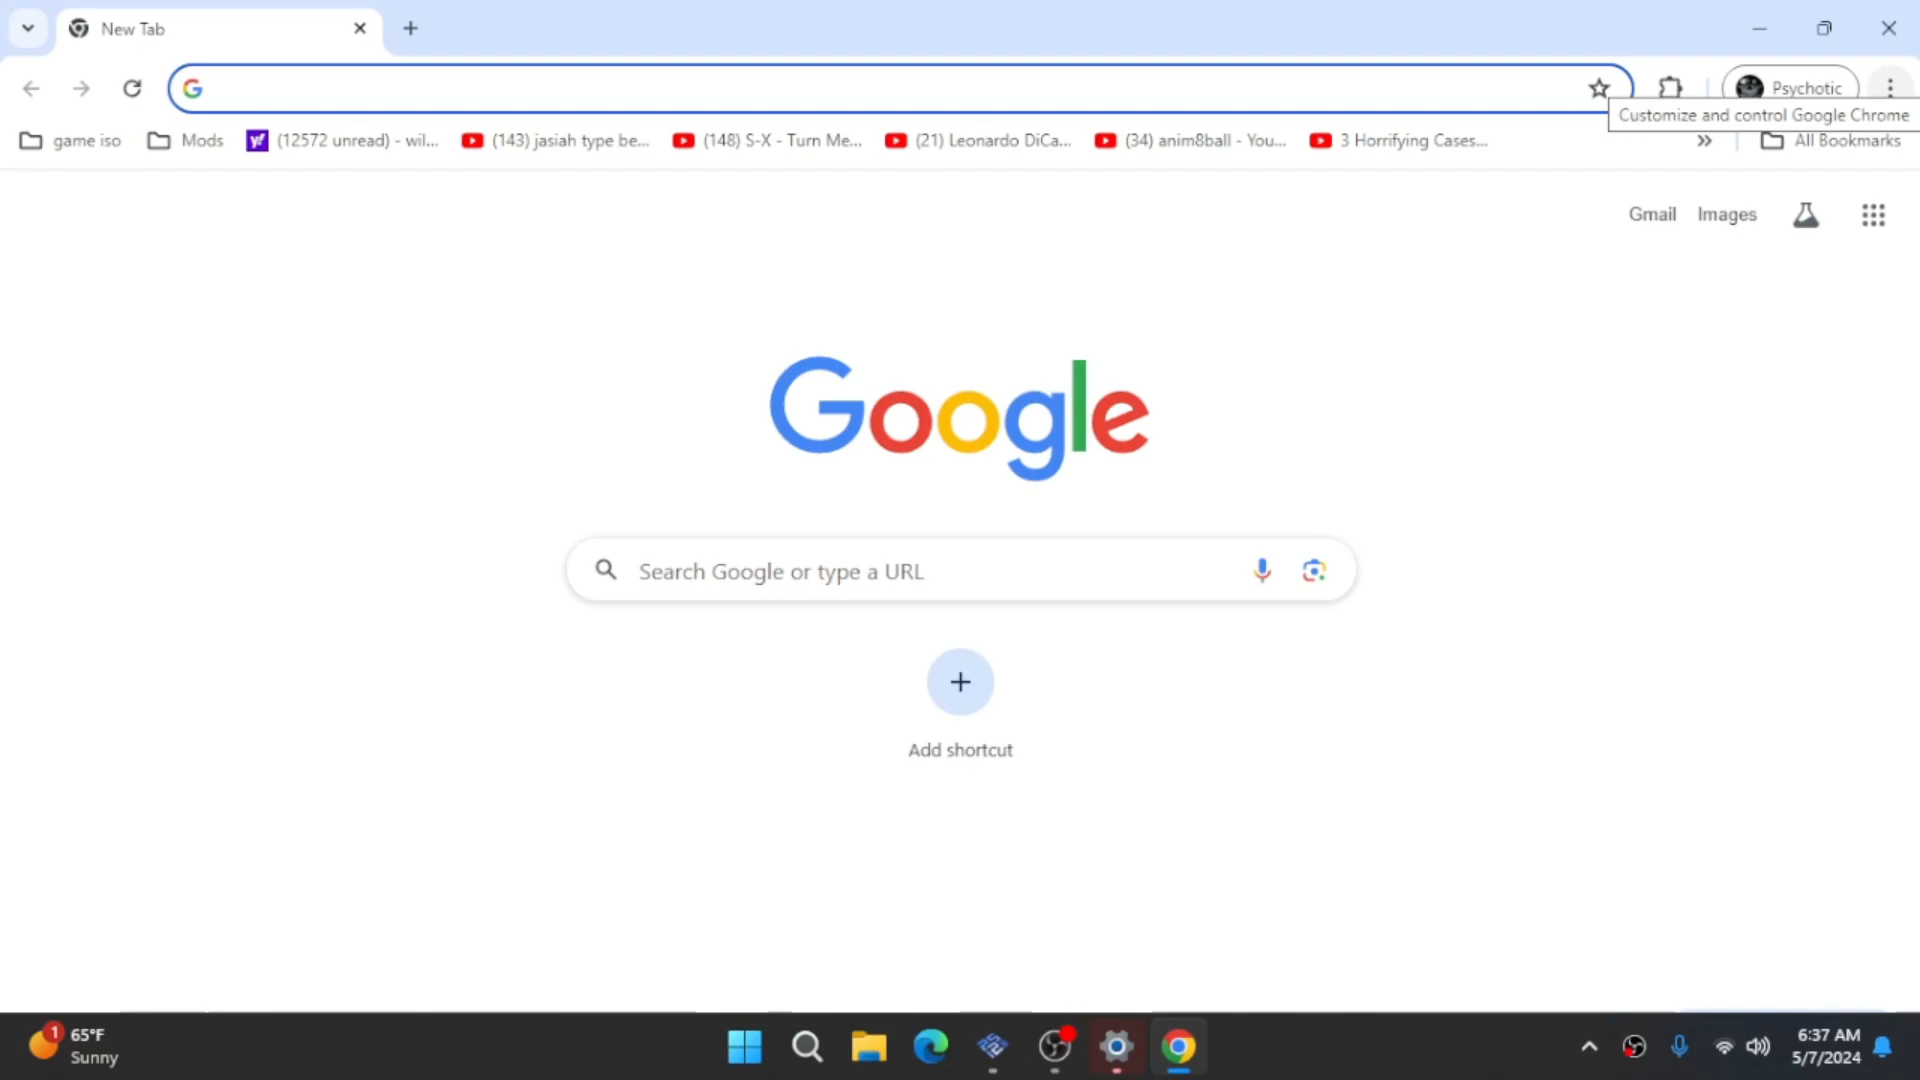 New Tab
Psychotic
Customize and control Google Chrome
game iso
Mods
(12572 unread) - wil...
(143) jasiah type be...
(148) S-X - Turn Me...
(21) Leonardo DiCa...
(34) anim8ball - You...
3 Horrifying Cases...
All Bookmarks
Gmail
Images
Google
Search Google or type a URL
Add shortcut
1
65°F
Sunny
6:37 AM
5/7/2024